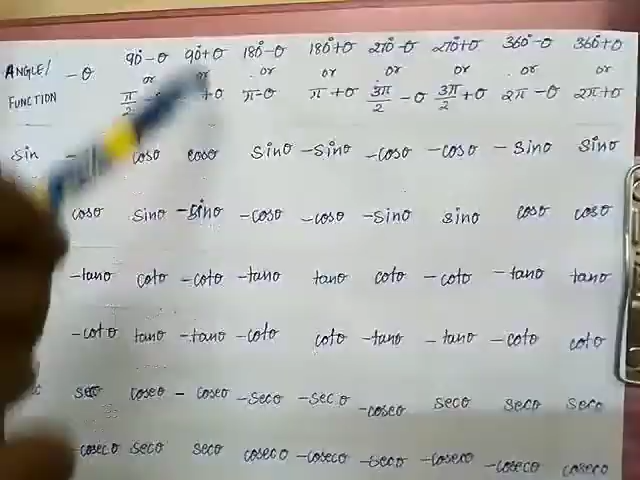 ANGLE/ FUNCTION -θ 90°-θ or π/2 90°+θ or +θ 180°-θ or π-θ 180°+θ or π+θ 270°-θ or 3π/2 -θ 270°+θ or 3π/2 +θ 360°-θ or 2π-θ 360°+θ or 2π+θ
sin - cosθ cosθ sinθ -sinθ -cosθ -cosθ -sinθ sinθ
cosθ sinθ -sinθ -cosθ -cosθ -sinθ sinθ cosθ cosθ
-tanθ cotθ -cotθ -tanθ tanθ cotθ -cotθ -tanθ tanθ
-cotθ tanθ -tanθ -cotθ cotθ -tanθ -tanθ -cotθ cotθ
secθ -secθ -secθ secθ secθ secθ
-cosecθ secθ secθ cosecθ -cosecθ -secθ -cosecθ -cosecθ cosecθ